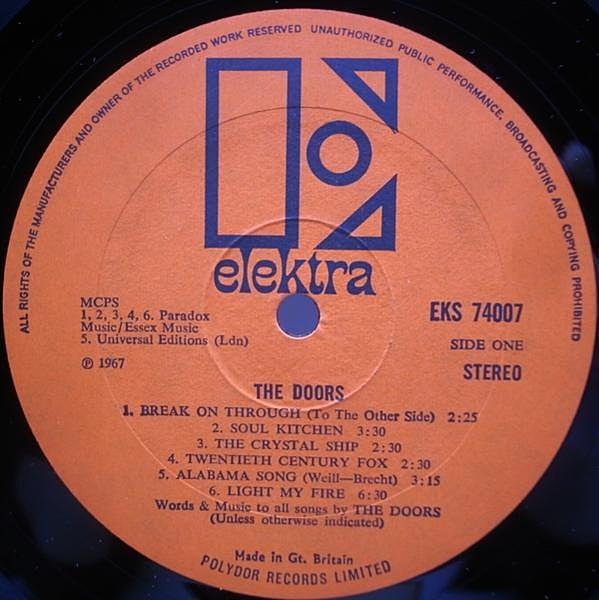 ALL RIGHTS OF THE MANUFACTURERS AND OWNER OF THE RECORDED WORK RESERVED UNAUTHORIZED PUBLIC PERFORMANCE, BROADCASTING AND COPYING PROHIBITED
elektra
MCPS
1, 2, 3, 4, 6. Paradox
Music/Essex Music
5. Universal Editions (Ldn)
℗ 1967
EKS 74007
SIDE ONE
STEREO
THE DOORS
1. BREAK ON THROUGH (To The Other Side) 2:25
2. SOUL KITCHEN 3:30
3. THE CRYSTAL SHIP 2:30
4. TWENTIETH CENTURY FOX 2:30
5. ALABAMA SONG (Weill—Brecht) 3:15
6. LIGHT MY FIRE 6:30
Words & Music to all songs by THE DOORS
(Unless otherwise indicated)
Made in Gt. Britain
POLYDOR RECORDS LIMITED